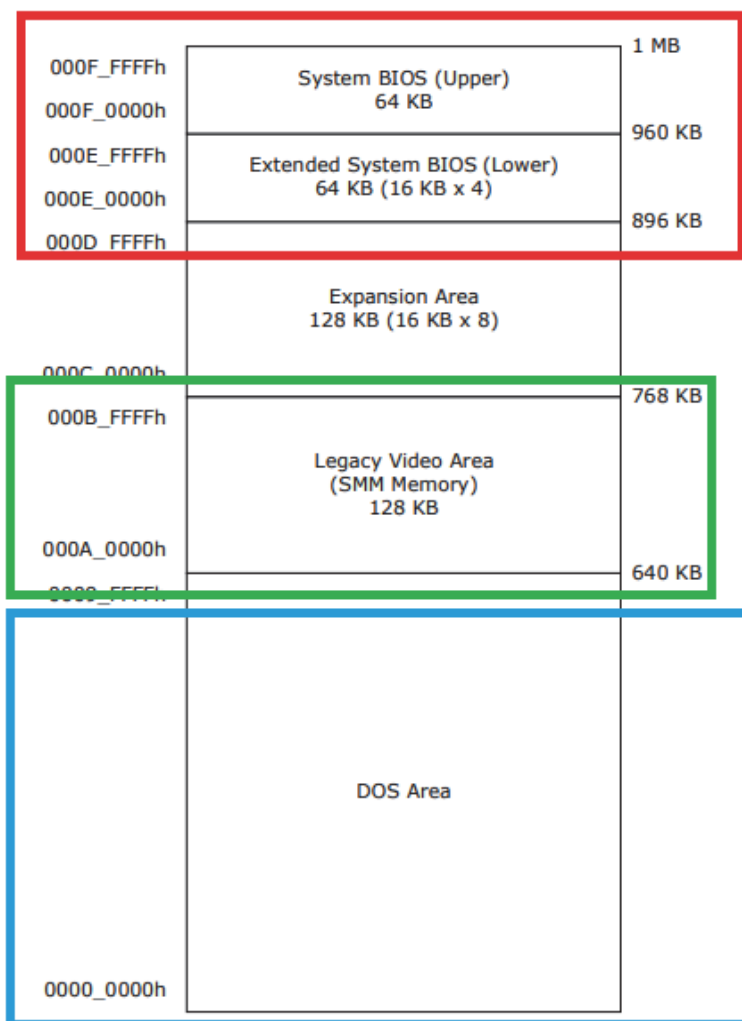 1 MB
000F_FFFFh
System BIOS (Upper)
64 KB
000F_0000h
960 KB
000E_FFFFh
Extended System BIOS (Lower)
64 KB (16 KB x 4)
000E_0000h
896 KB
000D_FFFFh
Expansion Area
128 KB (16 KB x 8)
000C_0000h
768 KB
000B_FFFFh
Legacy Video Area
(SMM Memory)
128 KB
000A_0000h
640 KB
DOS Area
0000_0000h